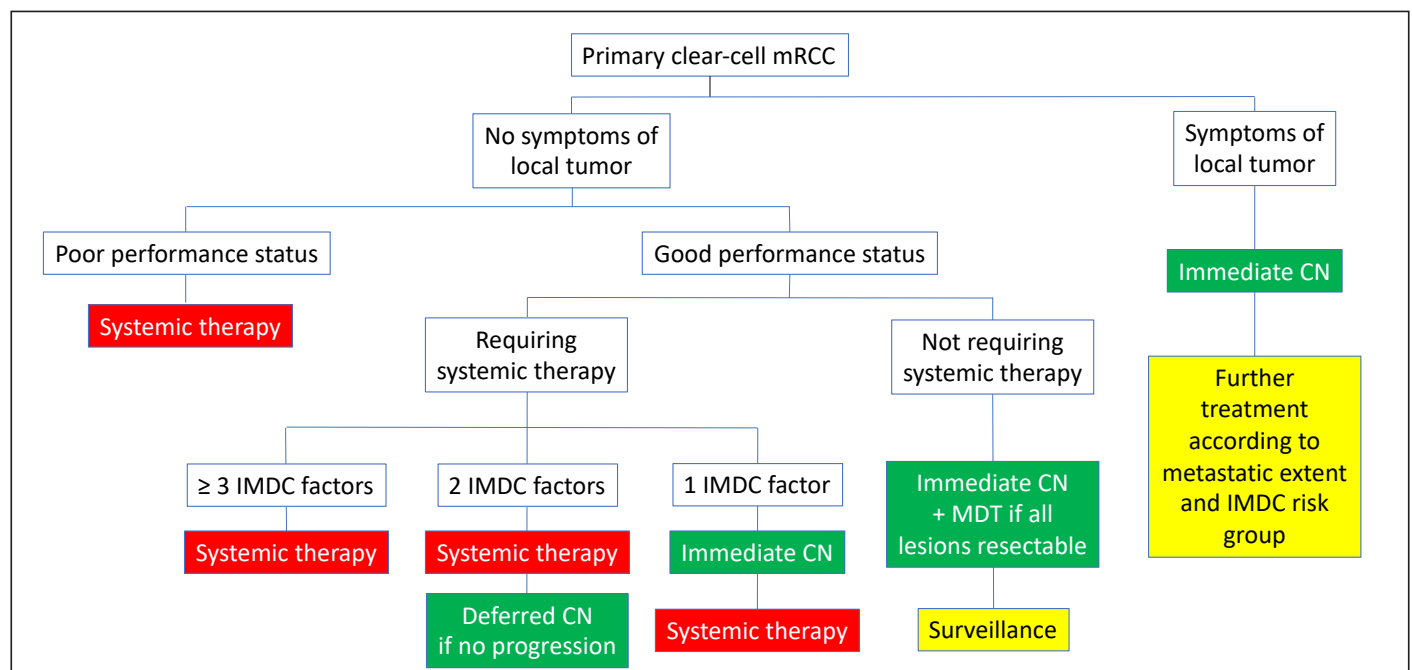 Primary clear-cell mRCC
No symptoms of
local tumor
Symptoms of
local tumor
Poor performance status
Good performance status
Immediate CN
Systemic therapy
Requiring
systemic therapy
Not requiring
systemic therapy
Further
treatment
according to
metastatic extent
and IMDC risk
group
≥ 3 IMDC factors
2 IMDC factors
1 IMDC factor
Immediate CN
+ MDT if all
lesions resectable
Systemic therapy
Systemic therapy
Immediate CN
Deferred CN
if no progression
Systemic therapy
Surveillance